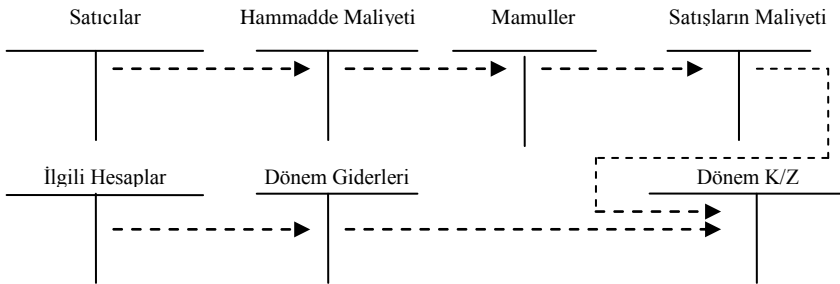 Satıcılar Hammadde Maliyeti Mamuller Satışların Maliyeti
İlgili Hesaplar Dönem Giderleri Dönem K/Z